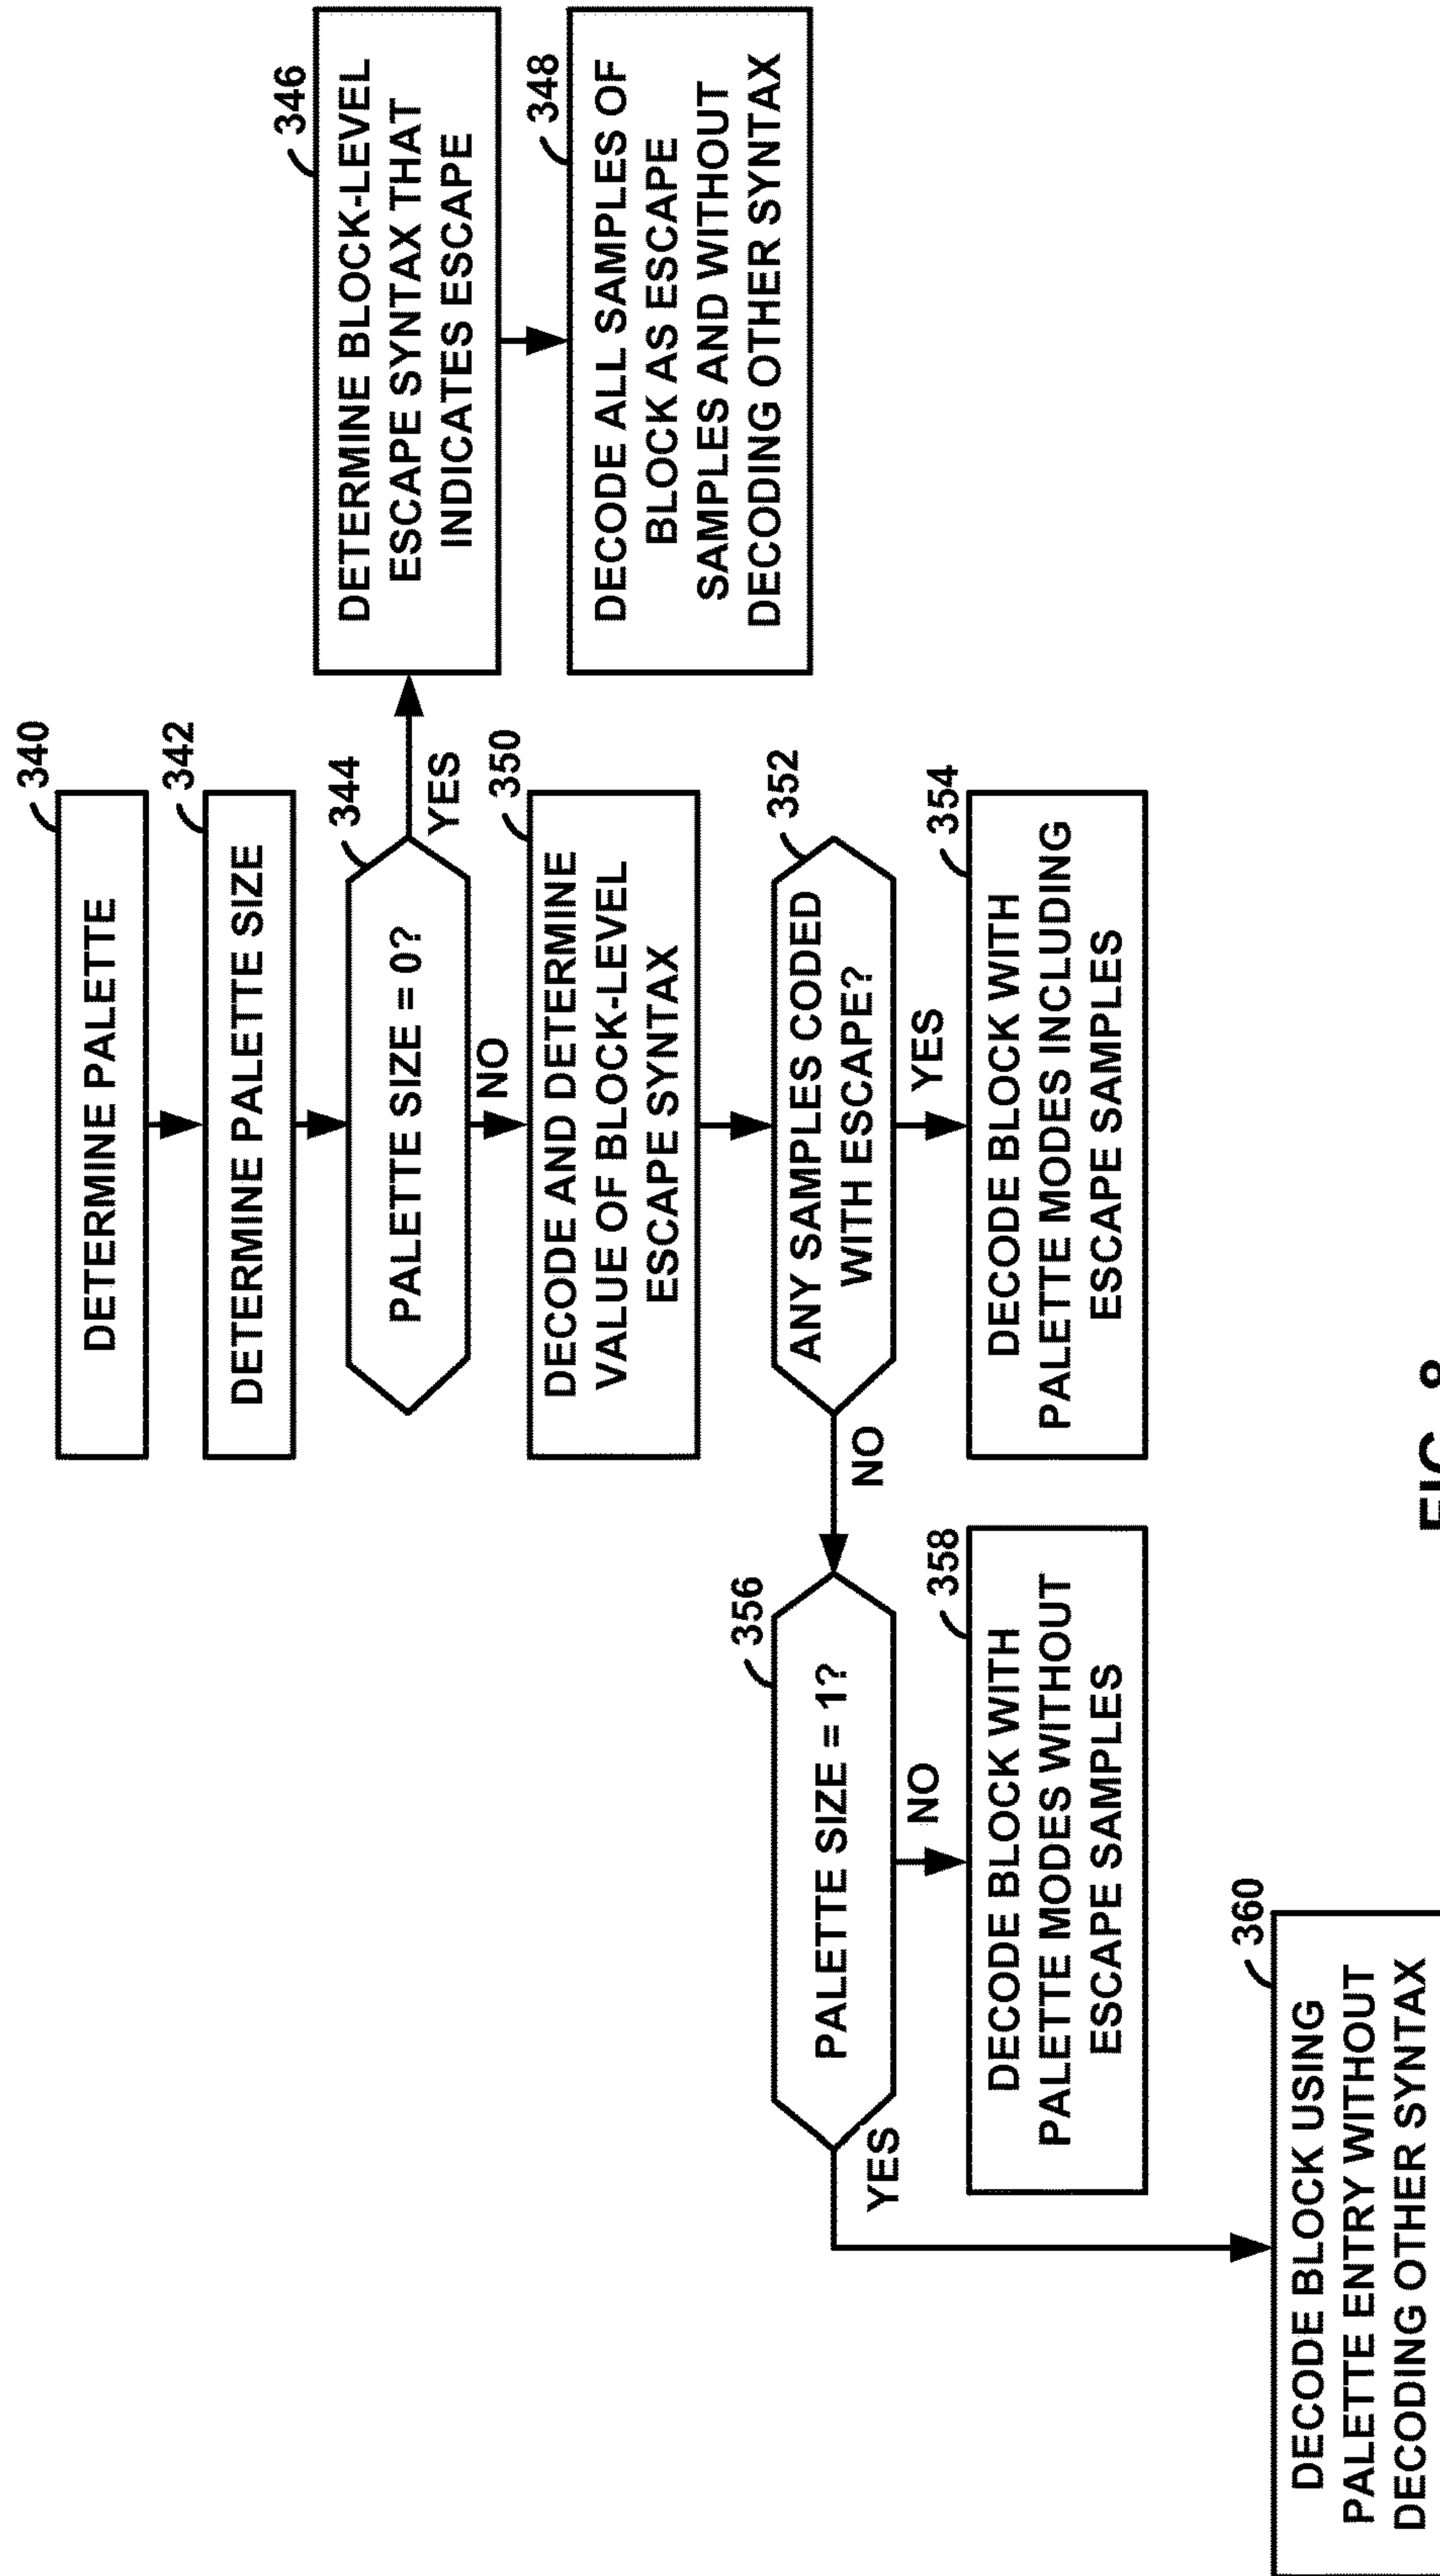 340
DETERMINE PALETTE
342
DETERMINE PALETTE SIZE
344
PALETTE SIZE = 0?
YES
346
DETERMINE BLOCK-LEVEL
ESCAPE SYNTAX THAT
INDICATES ESCAPE
348
DECODE ALL SAMPLES OF
BLOCK AS ESCAPE
SAMPLES AND WITHOUT
DECODING OTHER SYNTAX
NO
350
DECODE AND DETERMINE
VALUE OF BLOCK-LEVEL
ESCAPE SYNTAX
352
ANY SAMPLES CODED
WITH ESCAPE?
YES
354
DECODE BLOCK WITH
PALETTE MODES INCLUDING
ESCAPE SAMPLES
NO
356
PALETTE SIZE = 1?
NO
358
DECODE BLOCK WITH
PALETTE MODES WITHOUT
ESCAPE SAMPLES
YES
360
DECODE BLOCK USING
PALETTE ENTRY WITHOUT
DECODING OTHER SYNTAX
FIG. 8